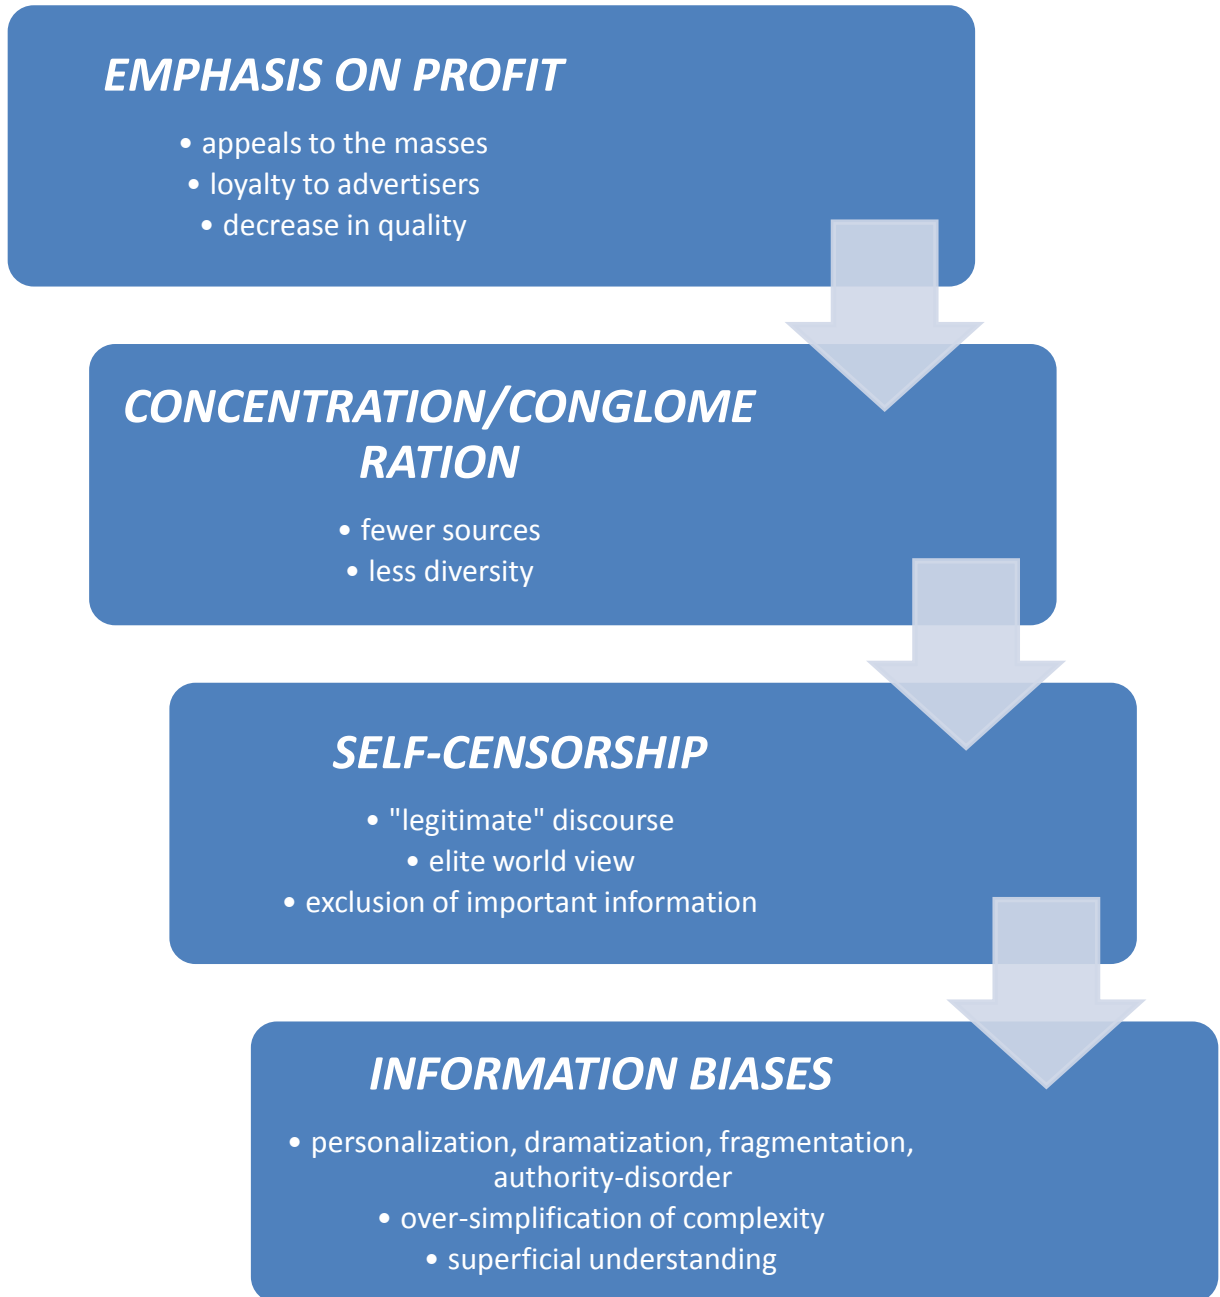 EMPHASIS ON PROFIT
• appeals to the masses
• loyalty to advertisers
• decrease in quality
CONCENTRATION/CONGLOME
RATION
• fewer sources
• less diversity
SELF-CENSORSHIP
• "legitimate" discourse
• elite world view
• exclusion of important information
INFORMATION BIASES
• personalization, dramatization, fragmentation,
authority-disorder
• over-simplification of complexity
• superficial understanding